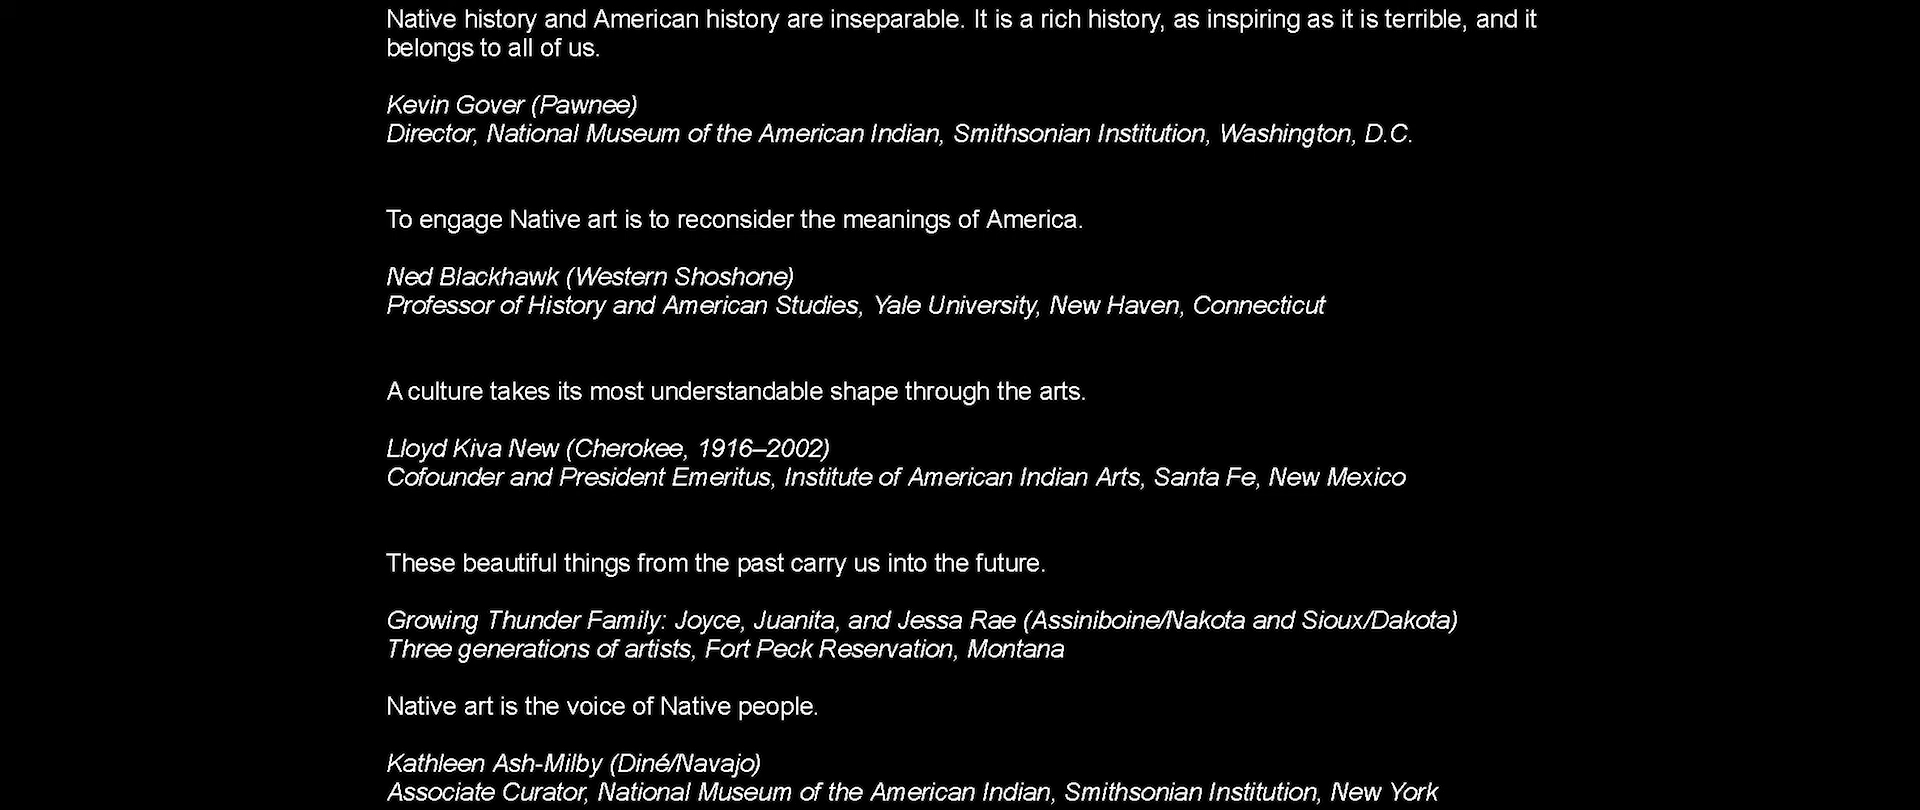 Native history and American history are inseparable. It is a rich history, as inspiring as it is terrible, and it
belongs to all of us.
Kevin Gover (Pawnee)
Director, National Museum of the American Indian, Smithsonian Institution, Washington, D.C.
To engage Native art is to reconsider the meanings of America.
Ned Blackhawk (Western Shoshone)
Professor of History and American Studies, Yale University, New Haven, Connecticut
A culture takes its most understandable shape through the arts.
Lloyd Kiva New (Cherokee, 1916–2002)
Cofounder and President Emeritus, Institute of American Indian Arts, Santa Fe, New Mexico
These beautiful things from the past carry us into the future.
Growing Thunder Family: Joyce, Juanita, and Jessa Rae (Assiniboine/Nakota and Sioux/Dakota)
Three generations of artists, Fort Peck Reservation, Montana
Native art is the voice of Native people.
Kathleen Ash-Milby (Diné/Navajo)
Associate Curator, National Museum of the American Indian, Smithsonian Institution, New York